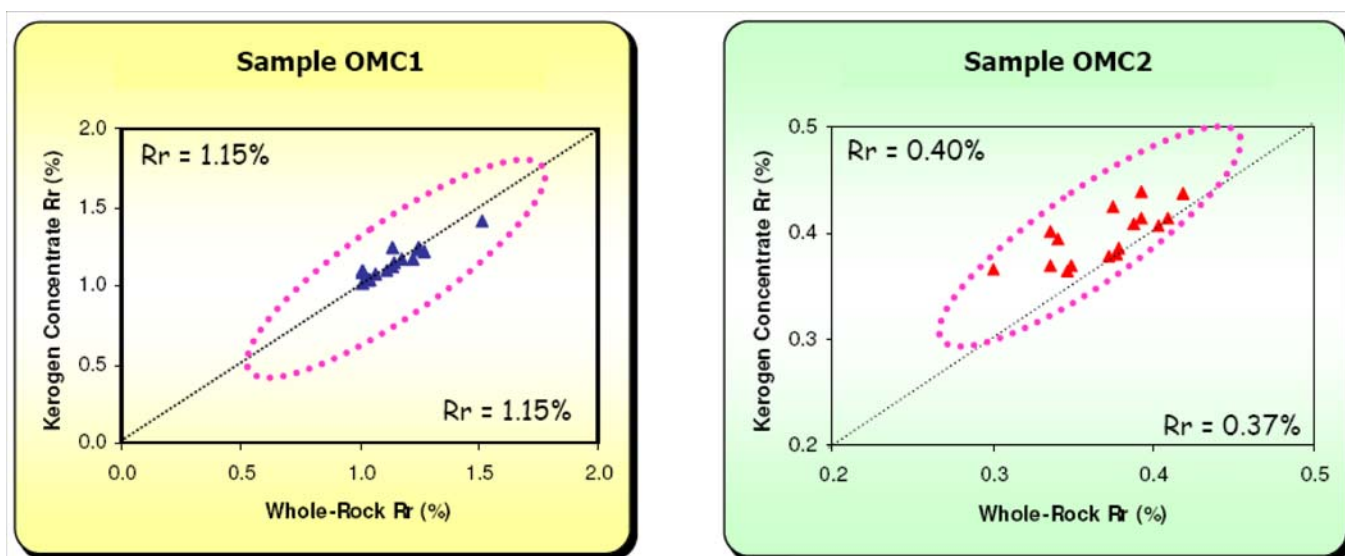 Sample OMC1
2.0
1.5
1.0
0.5
0.0
Kerogen Concentrate Rr (%)
Rr = 1.15%
Rr = 1.15%
0.0 0.5 1.0 1.5 2.0
Whole-Rock Rr (%)
Sample OMC2
0.5
0.4
0.3
0.2
Kerogen Concentrate Rr (%)
Rr = 0.40%
Rr = 0.37%
0.2 0.3 0.4 0.5
Whole-Rock Rr (%)